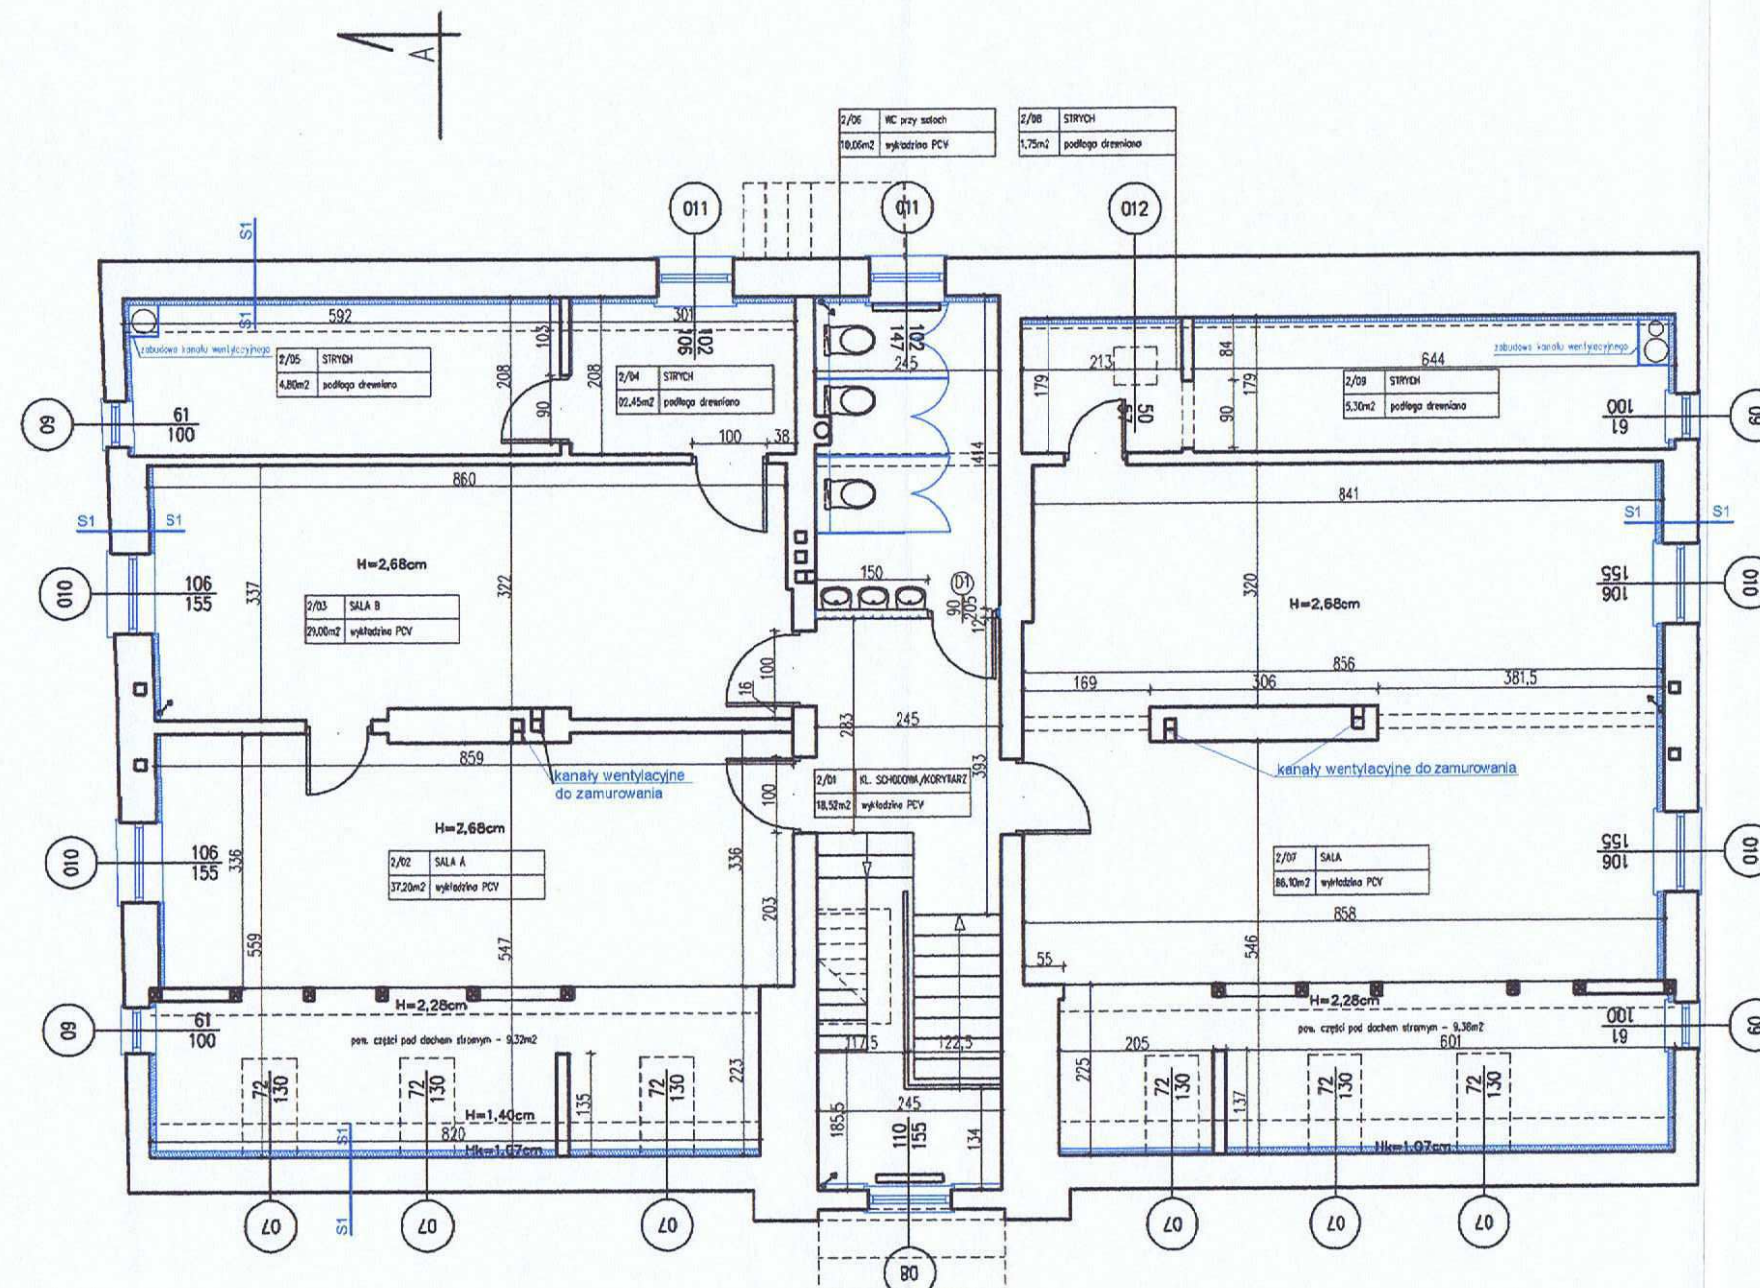 A
2/06 WC przy salach
10,06m2 wykładzina PCV
2/08 STRYCH
1,75m2 podłoga drewniana
011
011
012
S1
S1
592
301
103
208
208
90
102
106
102
147
245
zabudowa kanału wentylacyjnego
2/05 STRYCH
4,80m2 podłoga drewniana
2/04 STRYCH
02,45m2 podłoga drewniana
213
179
50
57
84
179
90
644
zabudowa kanału wentylacyjnego
2/09 STRYCH
5,30m2 podłoga drewniana
09
61
100
100
61
09
100
38
414
860
841
S1
S1
S1
S1
H=2,68cm
337
322
320
150
D1
90
205
12
H=2,68cm
010
106
155
155
106
010
2/03 SALA B
29,00m2 wykładzina PCV
100
16
283
245
393
856
169
306
381,5
859
kanały wentylacyjne
do zamurowania
kanały wentylacyjne do zamurowania
2/01 KL. SCHODOWA/KORYTARZ
18,52m2 wykładzina PCV
100
H=2,68cm
010
106
155
336
336
2/02 SALA A
37,20m2 wykładzina PCV
2/07 SALA
86,10m2 wykładzina PCV
155
106
010
203
559
547
858
546
55
H=2,28cm
H=2,28cm
09
61
100
pow. części pod dachem stromym - 9,32m2
pow. części pod dachem stromym - 9,38m2
100
61
09
117,5
122,5
205
601
223
225
72
130
72
130
72
130
135
72
130
137
72
130
72
130
H=1,40cm
820
Hk=1,07cm
Hk=1,07cm
S1
S1
185,5
245
110
155
134
07
07
07
07
07
07
08